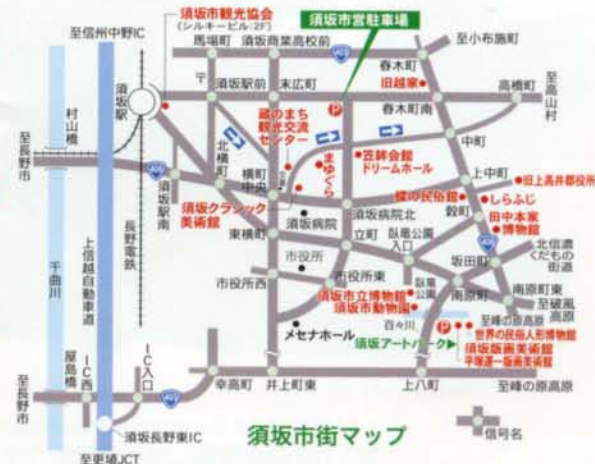 須坂市観光協会
(シルキービル:2F)
須坂市営駐車場
至信州中野IC
馬場町
須坂商業高校前
至小布施町
春木町
旧越家
〒
須坂駅前
末広町
高橋町
至高山村
須坂駅
P
春木町南
村山橋
蔵のまち
観光交流
センター
中町
至長野市
北横町
横町
中央
まゆぐら
笠鉾会館
ドリームホール
上中町
旧上高井郡役所
須坂駅南
蝶の民俗館
しらふじ
須坂クラシック
美術館
須坂病院
須坂病院北
穀町
田中本家
博物館
長野電鉄
東横町
立町
臥竜公園
入口
北信濃
くだもの
街道
千曲川
上信越自動車道
市役所
坂田町
市役所西
市役所東
臥竜
公園
南原町
南原町東
須坂市立博物館
須坂市動物園
至破風
高原
百々川
至峰の原高原
メセナホール
P
世界の民俗人形博物館
須坂アートパーク
須坂版画美術館
平塚運一版画美術館
屋島橋
IC西
IC入口
至長野市
幸高町
井上町東
上八町
至峰の原高原
須坂長野東IC
須坂市街マップ
信号名
至更埴JCT